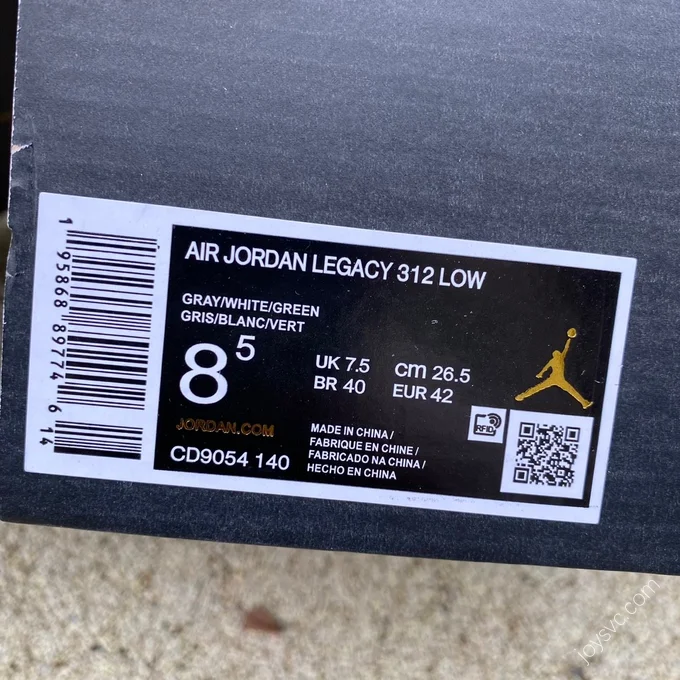 AIR JORDAN LEGACY 312 LOW
GRAY/WHITE/GREEN
GRIS/BLANC/VERT
8⁵
UK 7.5 cm 26.5
BR 40 EUR 42
JORDAN.COM
CD9054 140
MADE IN CHINA /
FABRIQUE EN CHINE /
FABRICADO NA CHINA /
HECHO EN CHINA
RFID
1 95868 89774 6 14
joysvc.com